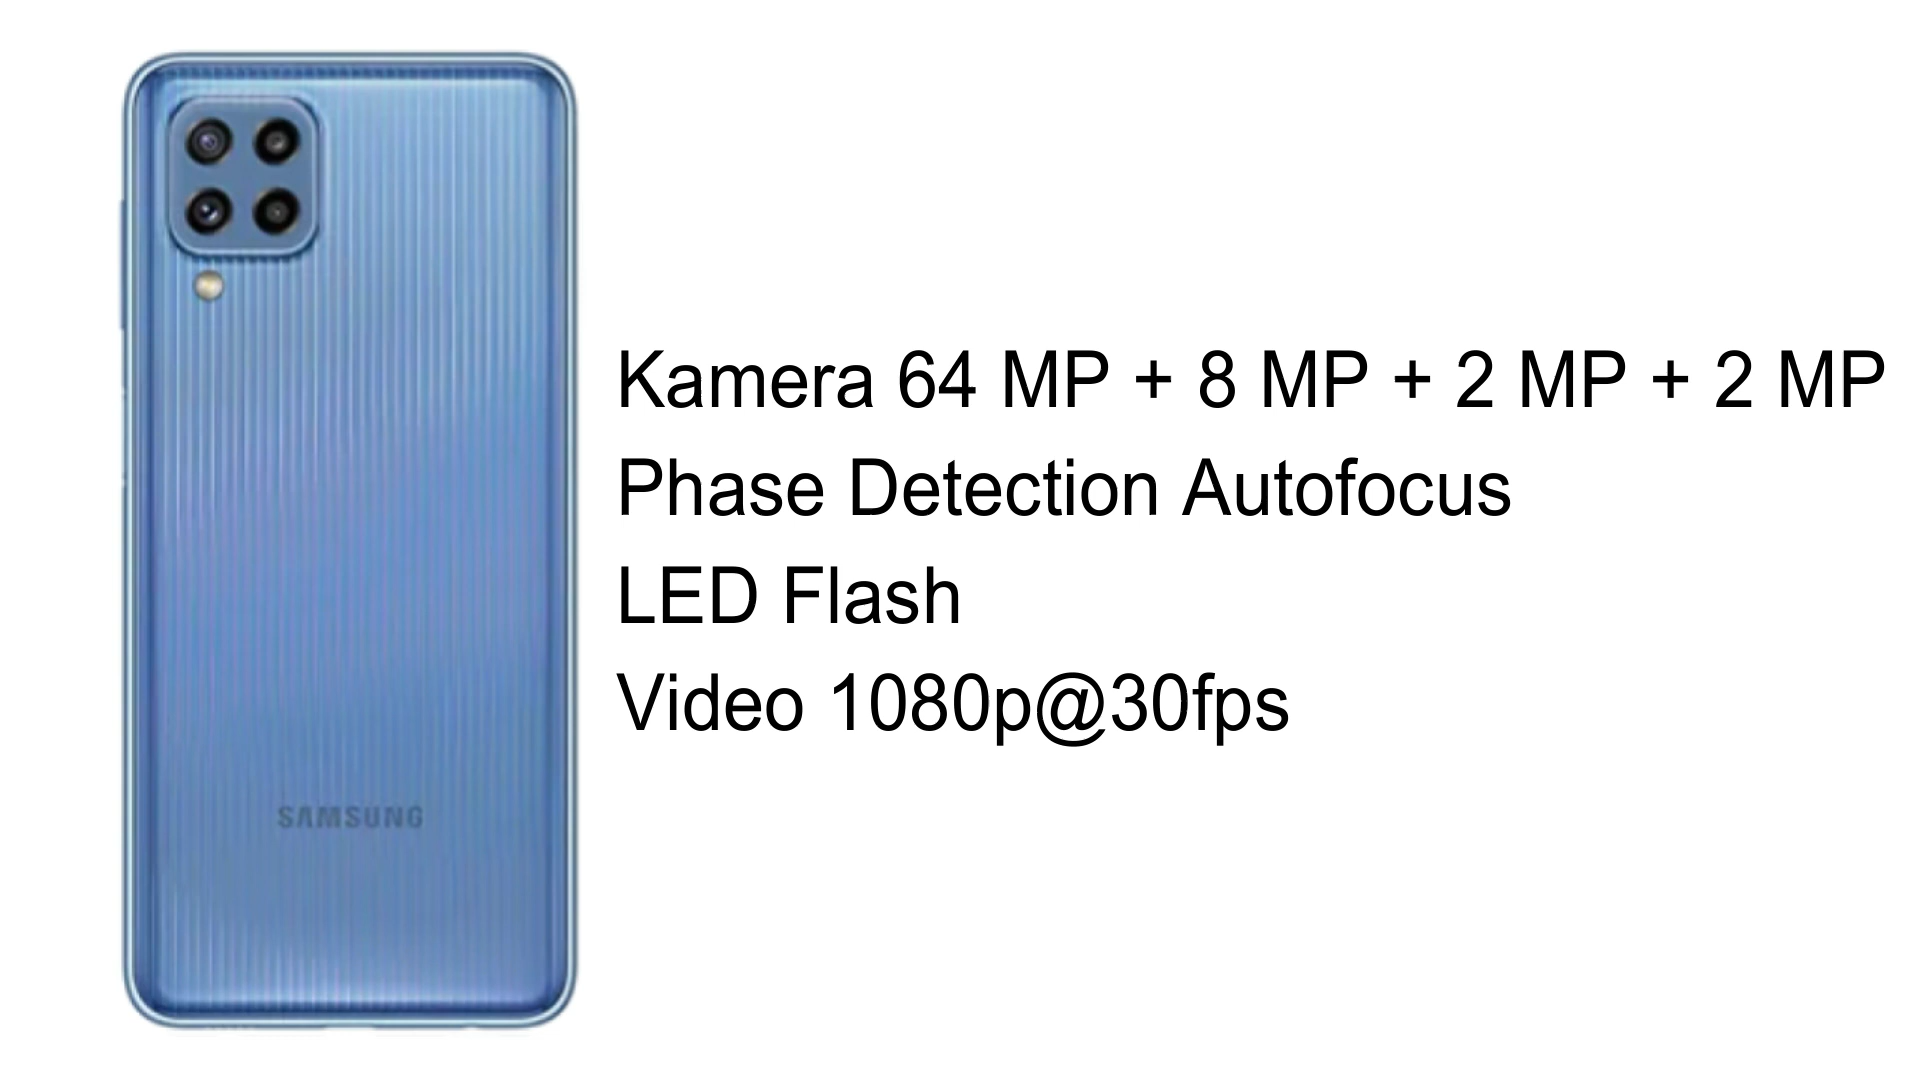 Kamera 64 MP + 8 MP + 2 MP + 2 MP
Phase Detection Autofocus
LED Flash
Video 1080p@30fps
SAMSUNG